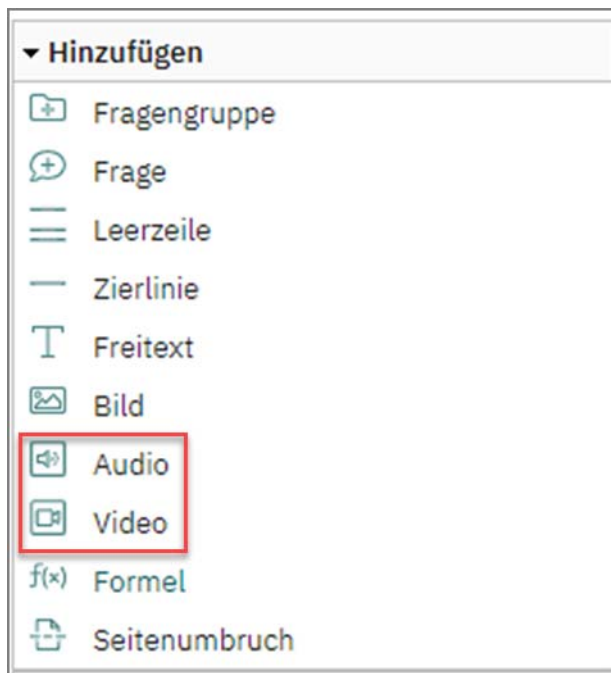 Hinzufügen
Fragengruppe
Frage
Leerzeile
Zierlinie
Freitext
Bild
Audio
Video
f(x) Formel
Seitenumbruch